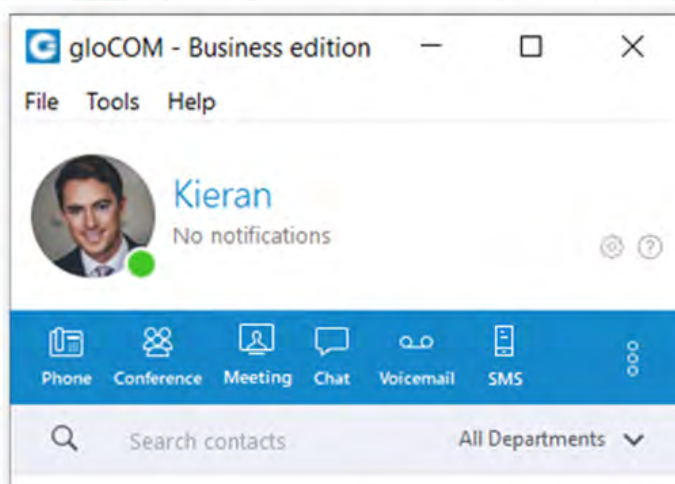 gloCOM - Business edition
File Tools Help
Kieran
No notifications
Phone Conference Meeting Chat Voicemail SMS
Search contacts All Departments